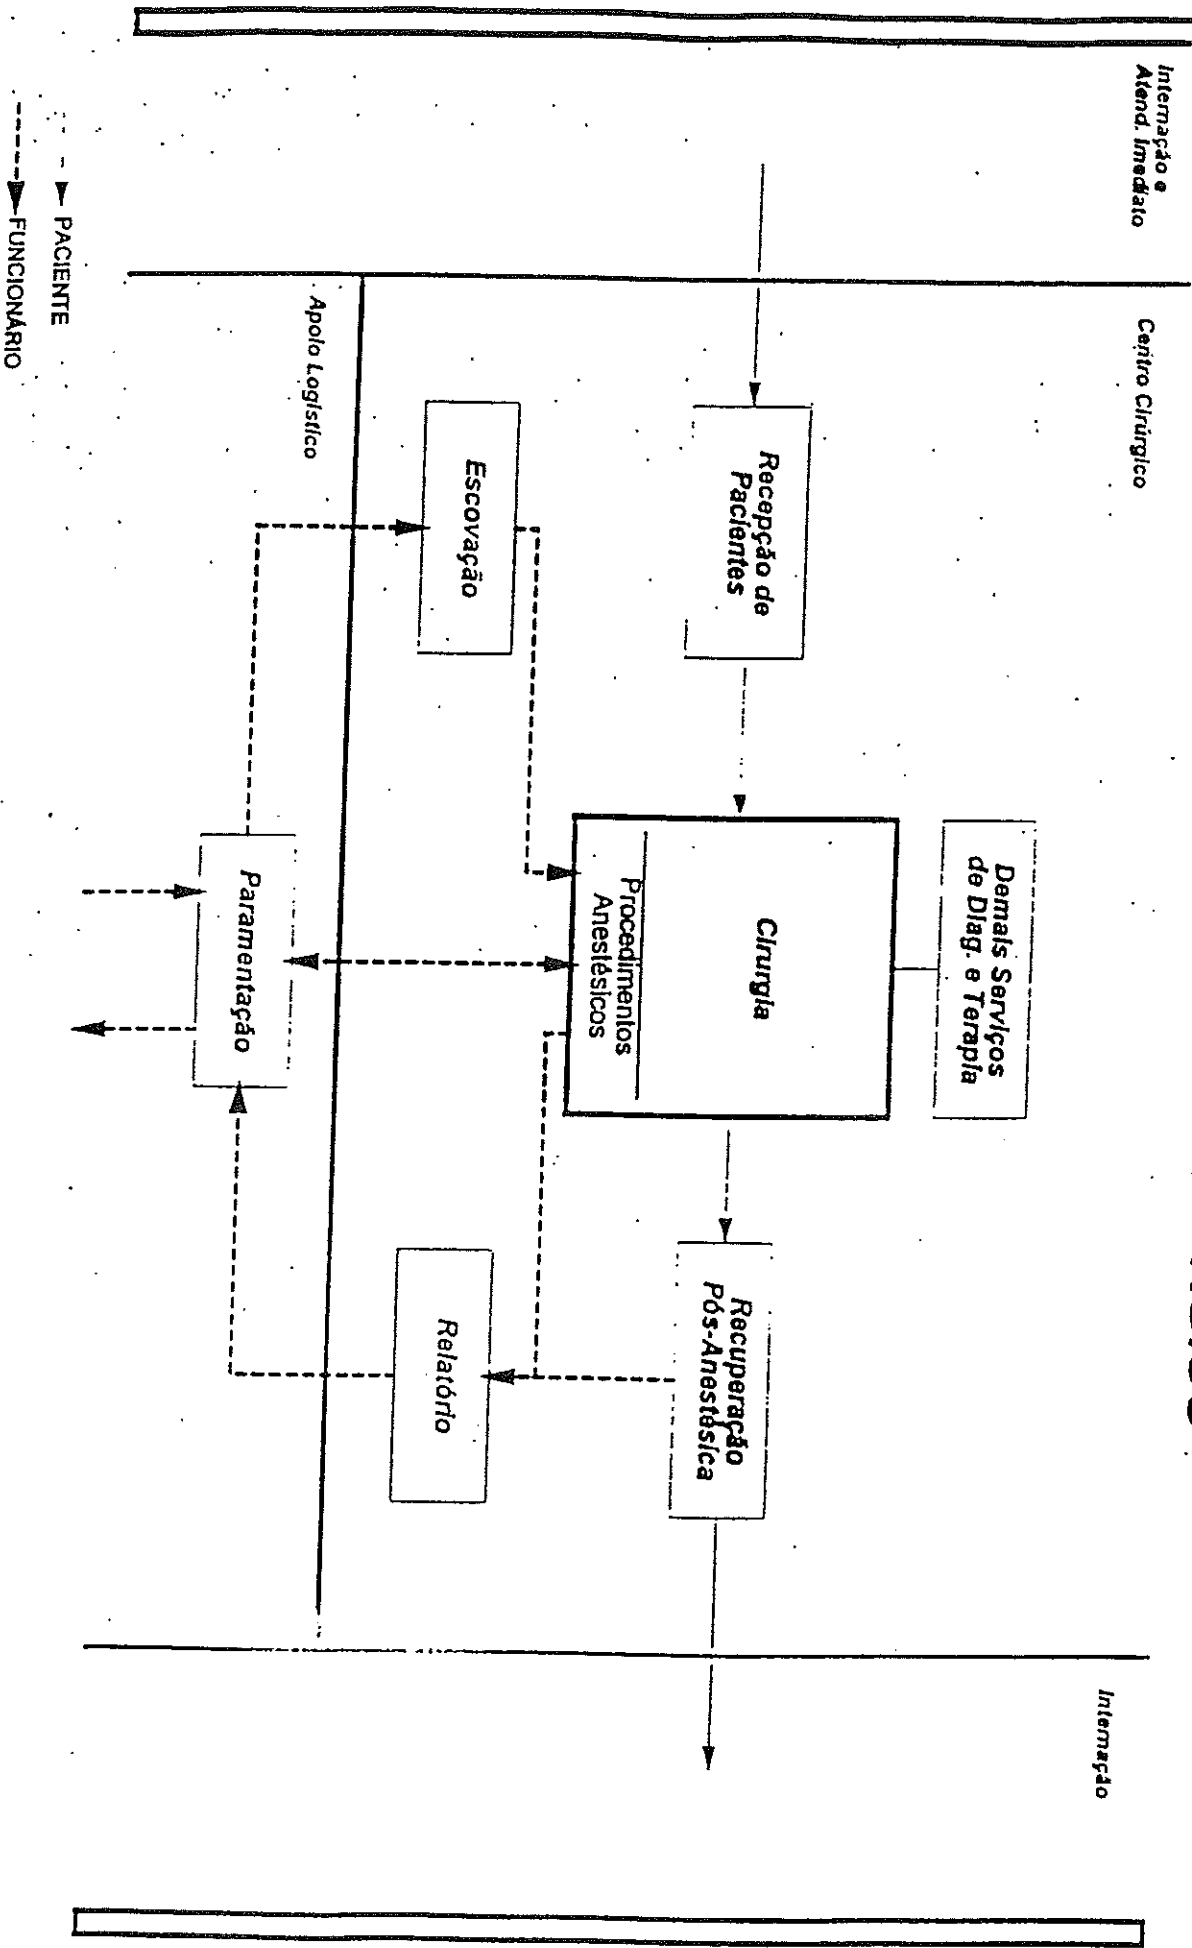 Internação e
Atend. Imediato
Centro Cirúrgico
Internação
Demais Serviços
de Diag. e Terapia
Recepção de
Pacientes
Cirurgia
Procedimentos
Anestésicos
Recuperação
Pós-Anestésica
Escovação
Relatório
Apoio Logístico
Paramentação
PACIENTE
FUNCIONÁRIO